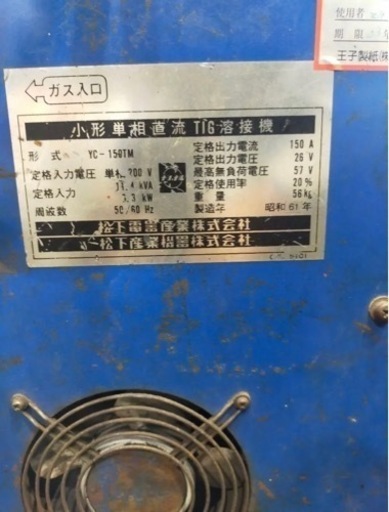 使用者
期限
王子製紙㈱
ガス入口
小形単相直流TIG溶接機
形式 YC-150TM
定格入力電圧 単相 200 V
定格入力 11.4 kVA
kW
周波数 50/60 Hz
定格出力電流 150 A
定格出力電圧 26 V
最高無負荷電圧 57 V
定格使用率 20 %
重量 56kg
製造年 昭和61年
松下電器産業株式会社
松下産業機器株式会社